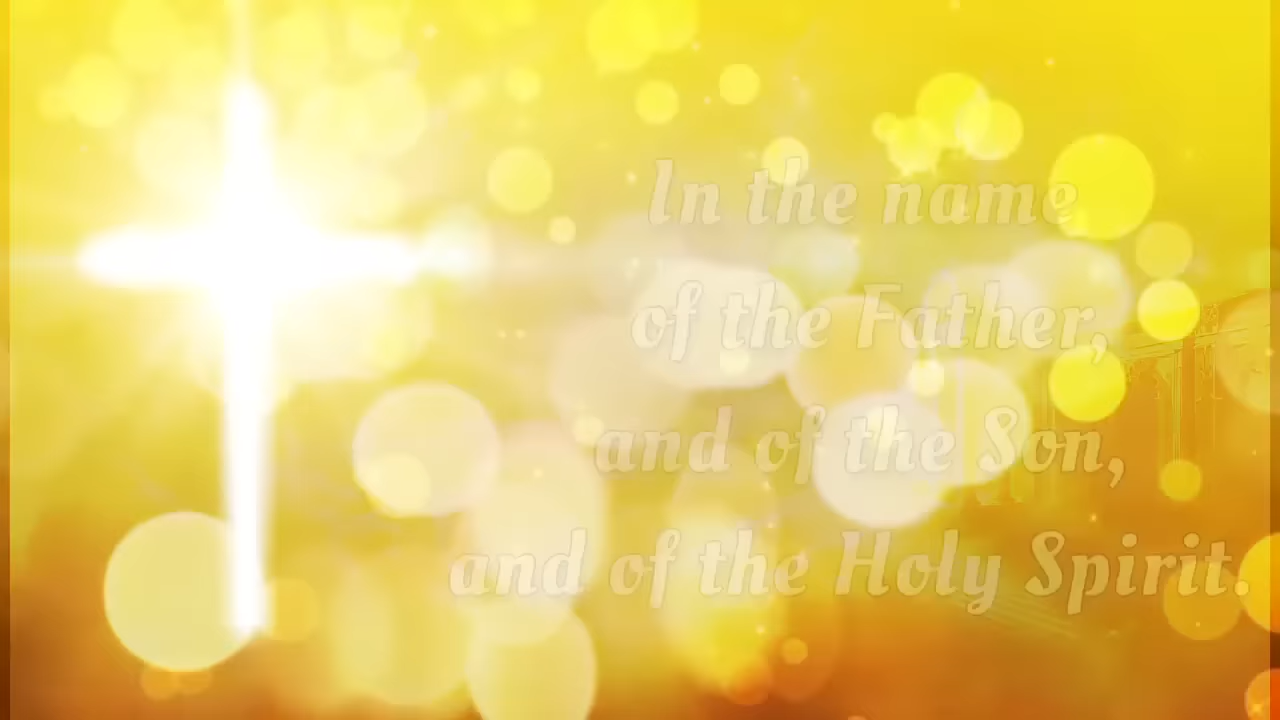 In the name
of the Father,
and of the Son,
and of the Holy Spirit.